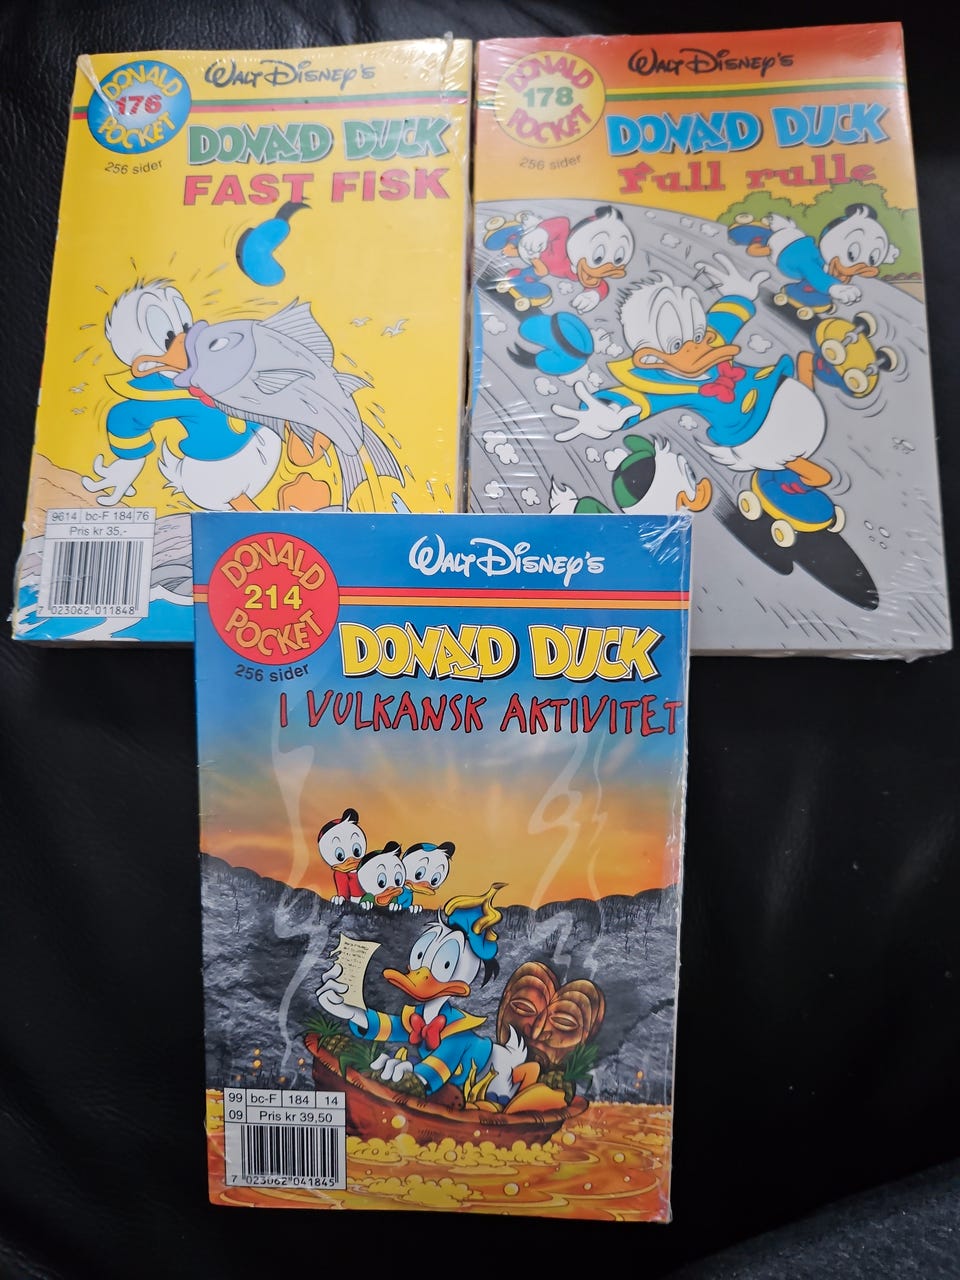 DONALD
176
POCKET
256 sider
WALT DISNEY'S
DONALD DUCK
FAST FISK
9614 bc-F 184 76
Pris kr 35.-
7 023062 011848
DONALD
178
POCKET
256 sider
WALT DISNEY'S
DONALD DUCK
Full rulle
DONALD
214
POCKET
256 sider
WALT DISNEY'S
DONALD DUCK
I VULKANSK AKTIVITET
99 bc-F 184 14
09 Pris kr 39,50
7 023062 041845